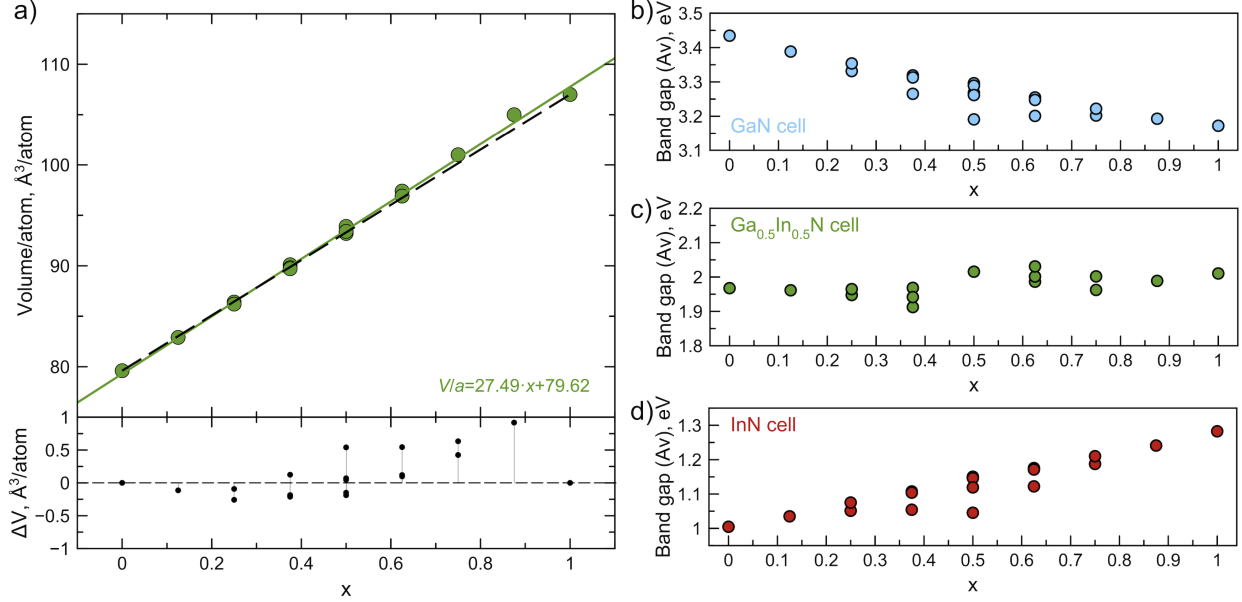 a)
110
100
90
80
Volume/atom, Å³/atom
V/a=27.49·x+79.62
1
0.5
0
−0.5
−1
ΔV, Å³/atom
0 0.2 0.4 0.6 0.8 1
x
b)
3.5
3.4
3.3
3.2
3.1
Band gap (Av), eV
GaN cell
0 0.1 0.2 0.3 0.4 0.5 0.6 0.7 0.8 0.9 1
x
c)
2.2
2.1
2
1.9
1.8
Band gap (Av), eV
Ga₀.₅In₀.₅N cell
0 0.1 0.2 0.3 0.4 0.5 0.6 0.7 0.8 0.9 1
x
d)
1.3
1.2
1.1
1
Band gap (Av), eV
InN cell
0 0.1 0.2 0.3 0.4 0.5 0.6 0.7 0.8 0.9 1
x